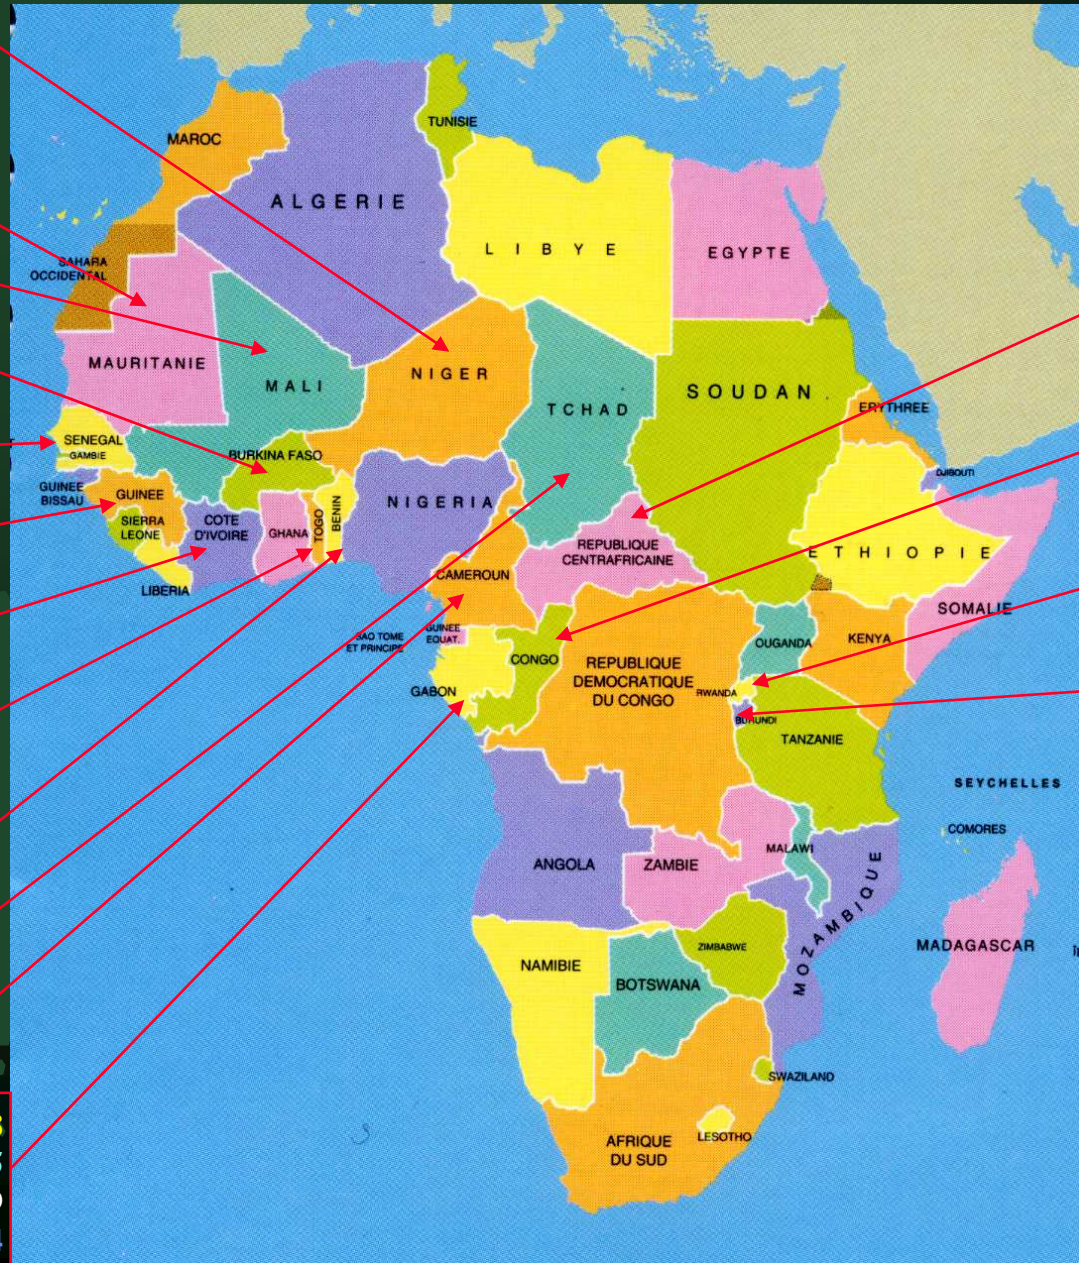 TUNISIE
MAROC
ALGERIE
LIBYE
EGYPTE
SAHARA
OCCIDENTAL
MAURITANIE
MALI
NIGER
TCHAD
SOUDAN
ERYTHREE
SENEGAL
GAMBIE
BURKINA FASO
DJIBOUTI
GUINEE
BISSAU
GUINEE
NIGERIA
BENIN
TOGO
SIERRA
LEONE
COTE
D'IVOIRE
GHANA
REPUBLIQUE
CENTRAFRICAINE
ETHIOPIE
CAMEROUN
LIBERIA
SOMALIE
GUINEE
EQUAT.
SAO TOME
ET PRINCIPE
OUGANDA
KENYA
CONGO
REPUBLIQUE
DEMOCRATIQUE
DU CONGO
GABON
RWANDA
BURUNDI
TANZANIE
SEYCHELLES
COMORES
ANGOLA
ZAMBIE
MALAWI
MOZAMBIQUE
MADAGASCAR
ZIMBABWE
NAMIBIE
BOTSWANA
SWAZILAND
AFRIQUE
DU SUD
LESOTHO